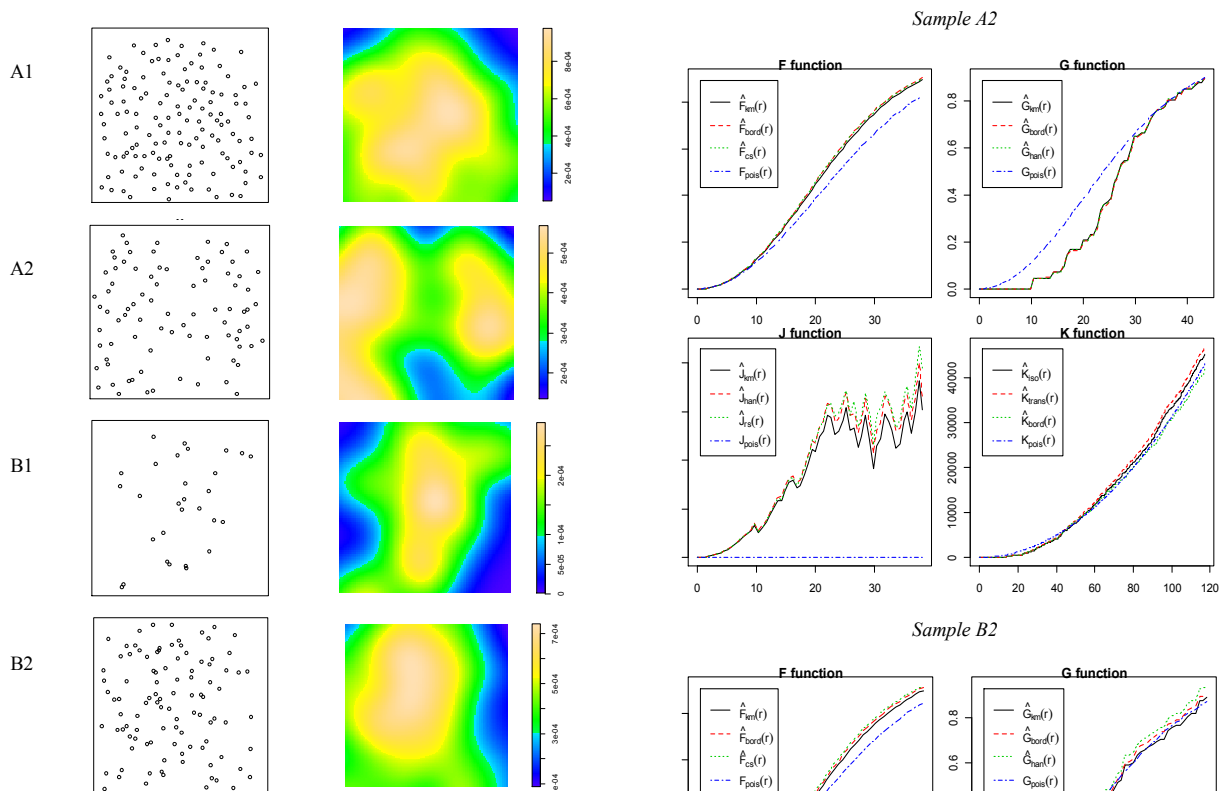 A1
2e-04 4e-04 6e-04 8e-04
A2
2e-04 3e-04 4e-04 5e-04
B1
0 5e-05 1e-04 2e-04
B2
e-04 3e-04 5e-04 7e-04
Sample A2
F function
F̂km(r)
F̂bord(r)
F̂cs(r)
Fpois(r)
0 10 20 30
G function
Ĝkm(r)
Ĝbord(r)
Ĝhan(r)
Gpois(r)
0.0 0.2 0.4 0.6 0.8
0 10 20 30 40
J function
Ĵkm(r)
Ĵhan(r)
Ĵrs(r)
Jpois(r)
0 10 20 30
K function
K̂iso(r)
K̂trans(r)
K̂bord(r)
Kpois(r)
0 10000 20000 30000 40000
0 20 40 60 80 100 120
Sample B2
F function
F̂km(r)
F̂bord(r)
F̂cs(r)
Fpois(r)
G function
Ĝkm(r)
Ĝbord(r)
Ĝhan(r)
Gpois(r)
0.6 0.8